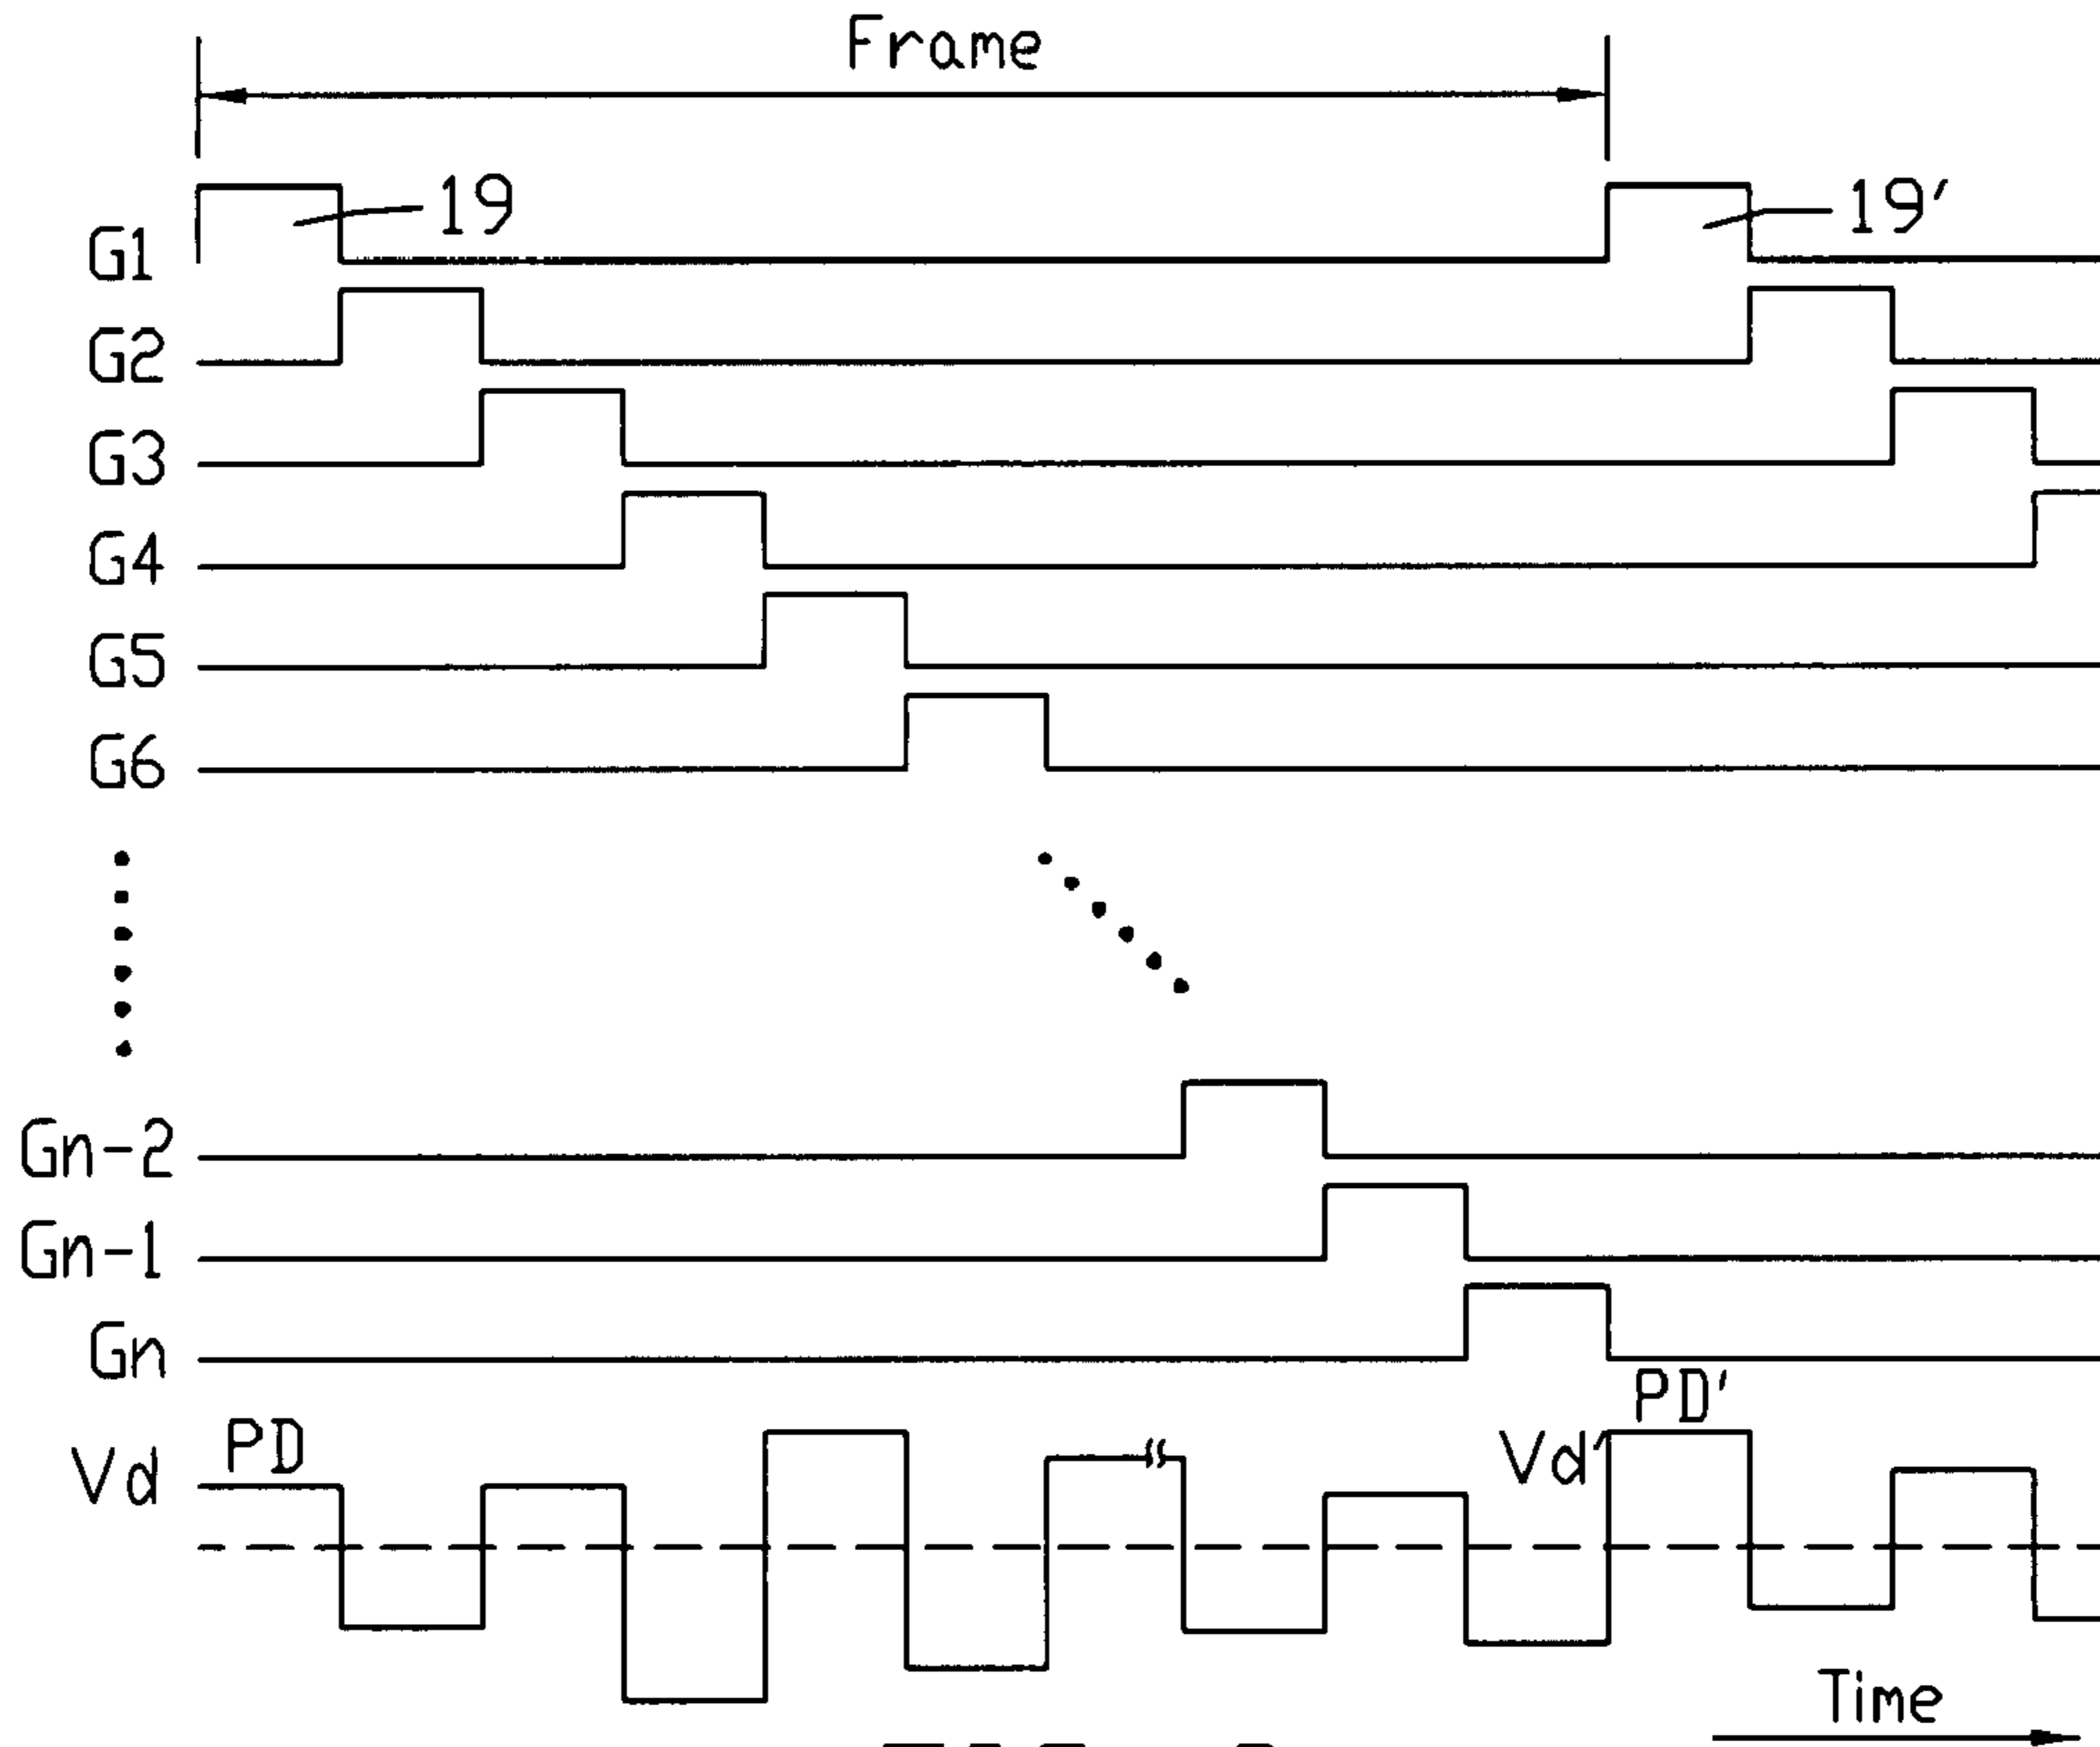 Frame
19
19′
G1
G2
G3
G4
G5
G6
Gn-2
Gn-1
Gn
PD′
PD
Vd
Vd′
Time